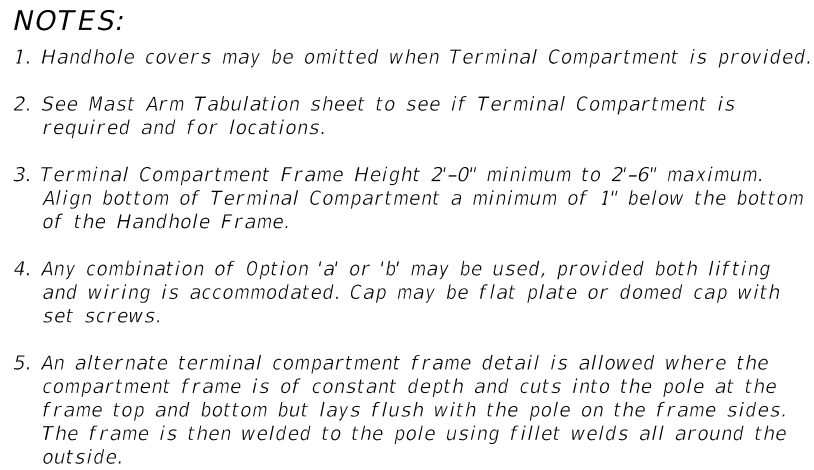 NOTES:
1. Handhole covers may be omitted when Terminal Compartment is provided.
2. See Mast Arm Tabulation sheet to see if Terminal Compartment is
required and for locations.
3. Terminal Compartment Frame Height 2'-0" minimum to 2'-6" maximum.
Align bottom of Terminal Compartment a minimum of 1" below the bottom
of the Handhole Frame.
4. Any combination of Option 'a' or 'b' may be used, provided both lifting
and wiring is accommodated. Cap may be flat plate or domed cap with
set screws.
5. An alternate terminal compartment frame detail is allowed where the
compartment frame is of constant depth and cuts into the pole at the
frame top and bottom but lays flush with the pole on the frame sides.
The frame is then welded to the pole using fillet welds all around the
outside.